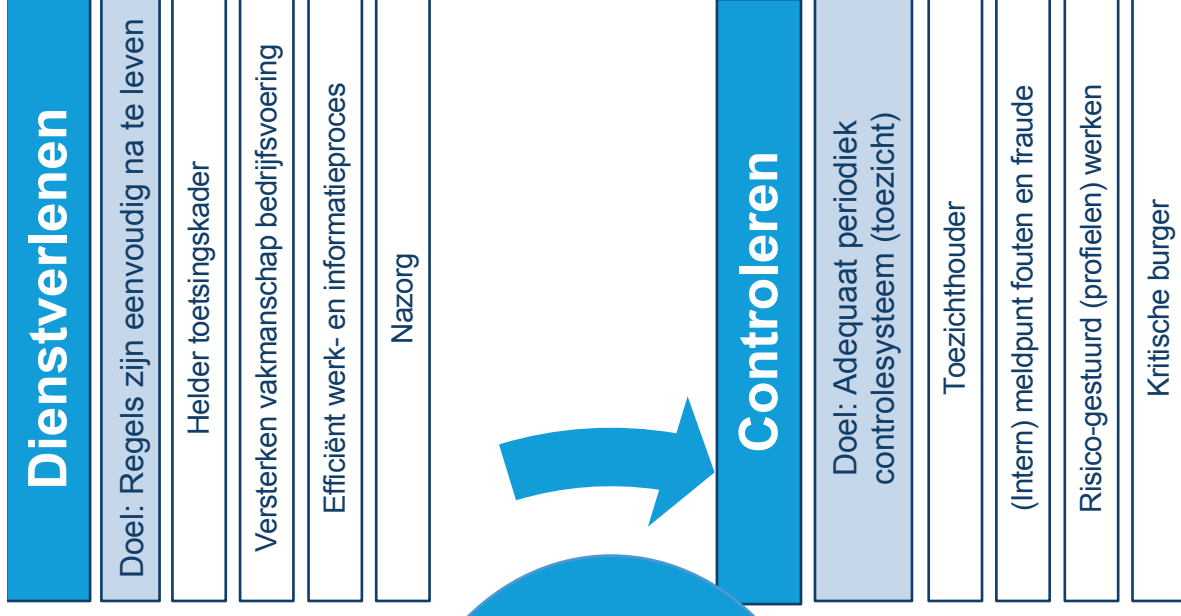 Dienstverlenen
Doel: Regels zijn eenvoudig na te leven
Helder toetsingskader
Versterken vakmanschap bedrijfsvoering
Efficiënt werk- en informatieproces
Nazorg
Controleren
Doel: Adequaat periodiek
controlesysteem (toezicht)
Toezichthouder
(Intern) meldpunt fouten en fraude
Risico-gestuurd (profielen) werken
Kritische burger